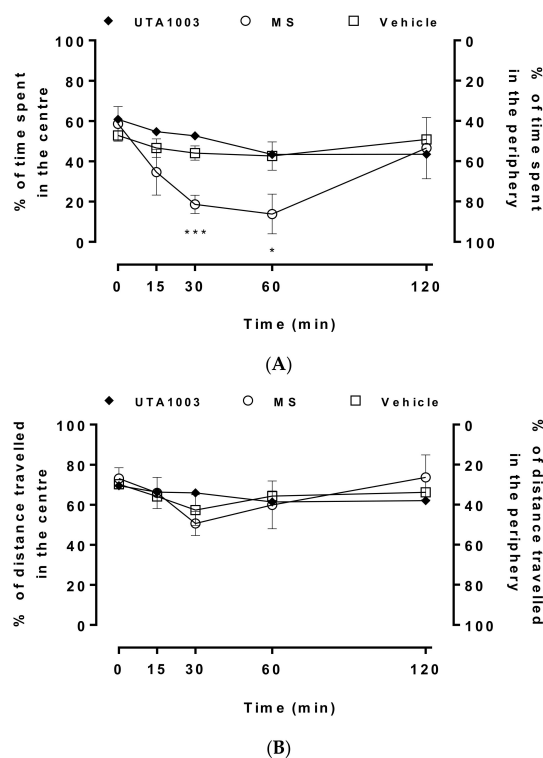 UTA1003 MS Vehicle
% of time spent
in the centre
100
80
60
40
20
0
0
20
40
60
80
100
% of time spent
in the periphery
***
*
0 15 30 60 120
Time (min)
(A)
UTA1003 MS Vehicle
% of distance travelled
in the centre
100
80
60
40
20
0
0
20
40
60
80
100
% of distance travelled
in the periphery
0 15 30 60 120
Time (min)
(B)